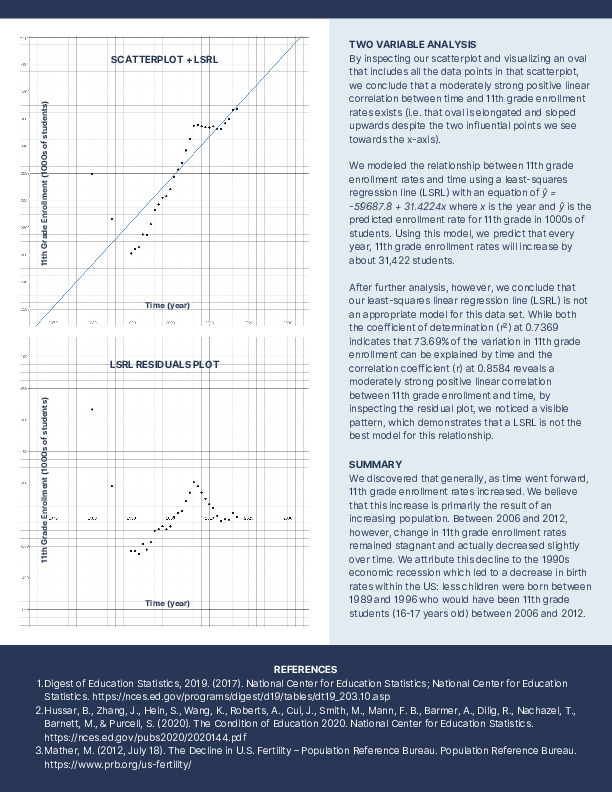 SCATTERPLOT + LSRL
11th Grade Enrollment (1000s of students)
Time (year)
LSRL RESIDUALS PLOT
11th Grade Enrollment (1000s of students)
Time (year)
TWO VARIABLE ANALYSIS
By inspecting our scatterplot and visualizing an oval
that includes all the data points in that scatterplot,
we conclude that a moderately strong positive linear
correlation between time and 11th grade enrollment
rates exists (i.e. that oval is elongated and sloped
upwards despite the two influential points we see
towards the x-axis).
We modeled the relationship between 11th grade
enrollment rates and time using a least-squares
regression line (LSRL) with an equation of ŷ =
-59687.8 + 31.4224x where x is the year and ŷ is the
predicted enrollment rate for 11th grade in 1000s of
students. Using this model, we predict that every
year, 11th grade enrollment rates will increase by
about 31,422 students.
After further analysis, however, we conclude that
our least-squares linear regression line (LSRL) is not
an appropriate model for this data set. While both
the coefficient of determination (r²) at 0.7369
indicates that 73.69% of the variation in 11th grade
enrollment can be explained by time and the
correlation coefficient (r) at 0.8584 reveals a
moderately strong positive linear correlation
between 11th grade enrollment and time, by
inspecting the residual plot, we noticed a visible
pattern, which demonstrates that a LSRL is not the
best model for this relationship.
SUMMARY
We discovered that generally, as time went forward,
11th grade enrollment rates increased. We believe
that this increase is primarily the result of an
increasing population. Between 2006 and 2012,
however, change in 11th grade enrollment rates
remained stagnant and actually decreased slightly
over time. We attribute this decline to the 1990s
economic recession which led to a decrease in birth
rates within the US: less children were born between
1989 and 1996 who would have been 11th grade
students (16-17 years old) between 2006 and 2012.
REFERENCES
1.Digest of Education Statistics, 2019. (2017). National Center for Education Statistics; National Center for Education
Statistics. https://nces.ed.gov/programs/digest/d19/tables/dt19_203.10.asp
2.Hussar, B., Zhang, J., Hein, S., Wang, K., Roberts, A., Cui, J., Smith, M., Mann, F. B., Barmer, A., Dilig, R., Nachazel, T.,
Barnett, M., & Purcell, S. (2020). The Condition of Education 2020. National Center for Education Statistics.
https://nces.ed.gov/pubs2020/2020144.pdf
3.Mather, M. (2012, July 18). The Decline in U.S. Fertility – Population Reference Bureau. Population Reference Bureau.
https://www.prb.org/us-fertility/